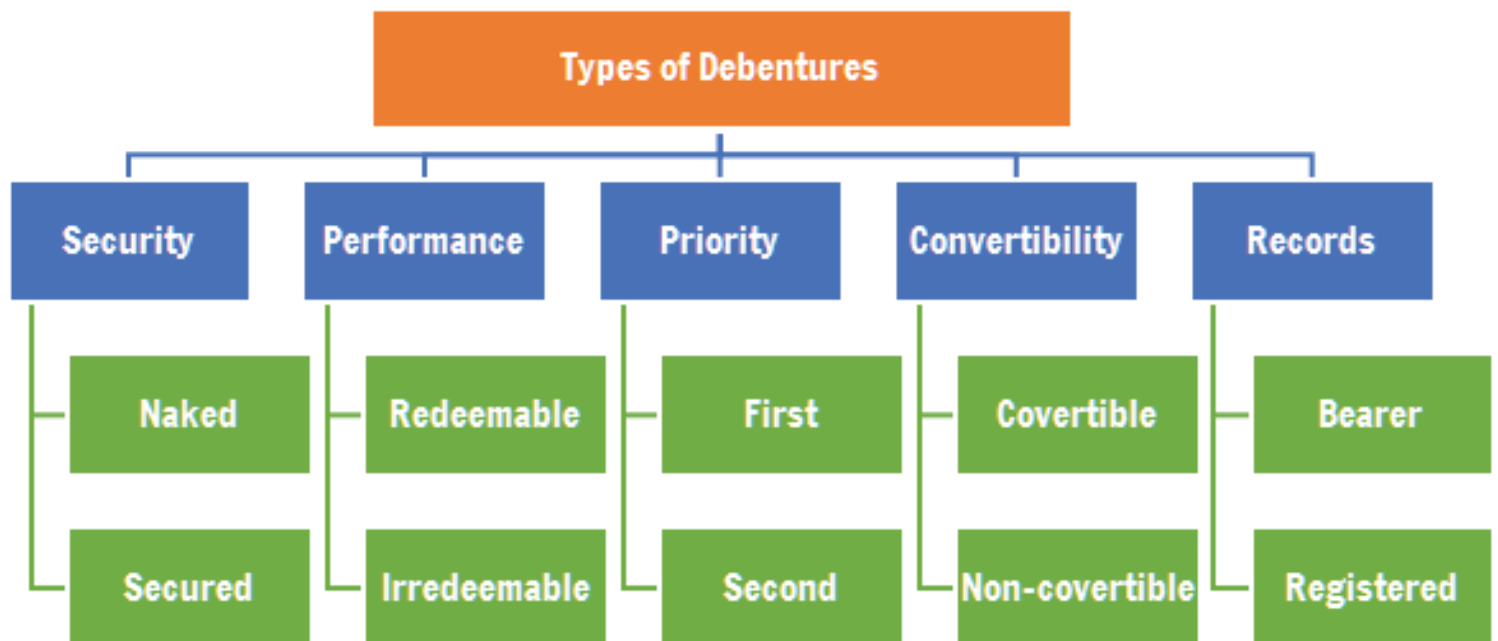 Types of Debentures
Security
Performance
Priority
Convertibility
Records
Naked
Redeemable
First
Covertible
Bearer
Secured
Irredeemable
Second
Non-covertible
Registered